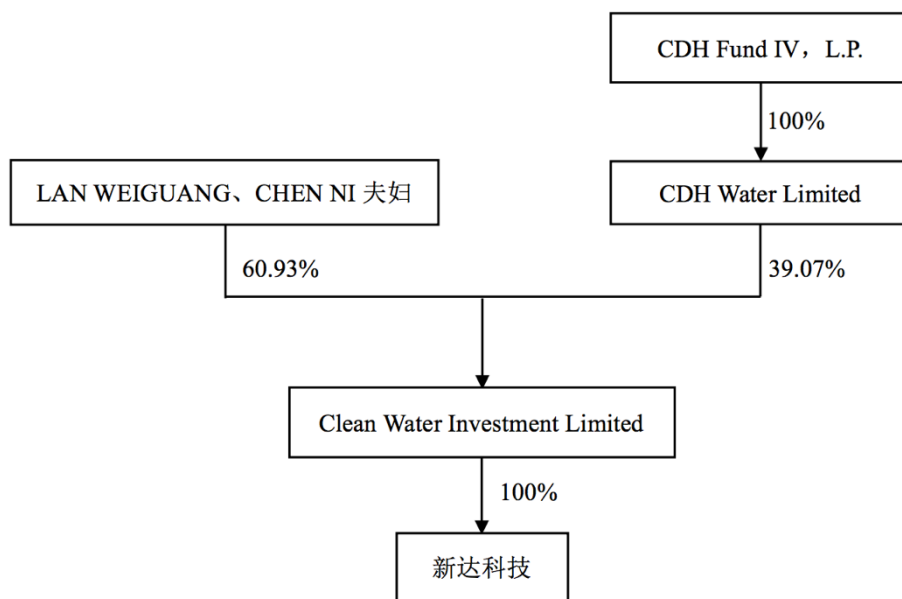 CDH Fund IV，L.P.
100%
LAN WEIGUANG、CHEN NI 夫妇
CDH Water Limited
60.93%
39.07%
Clean Water Investment Limited
100%
新达科技